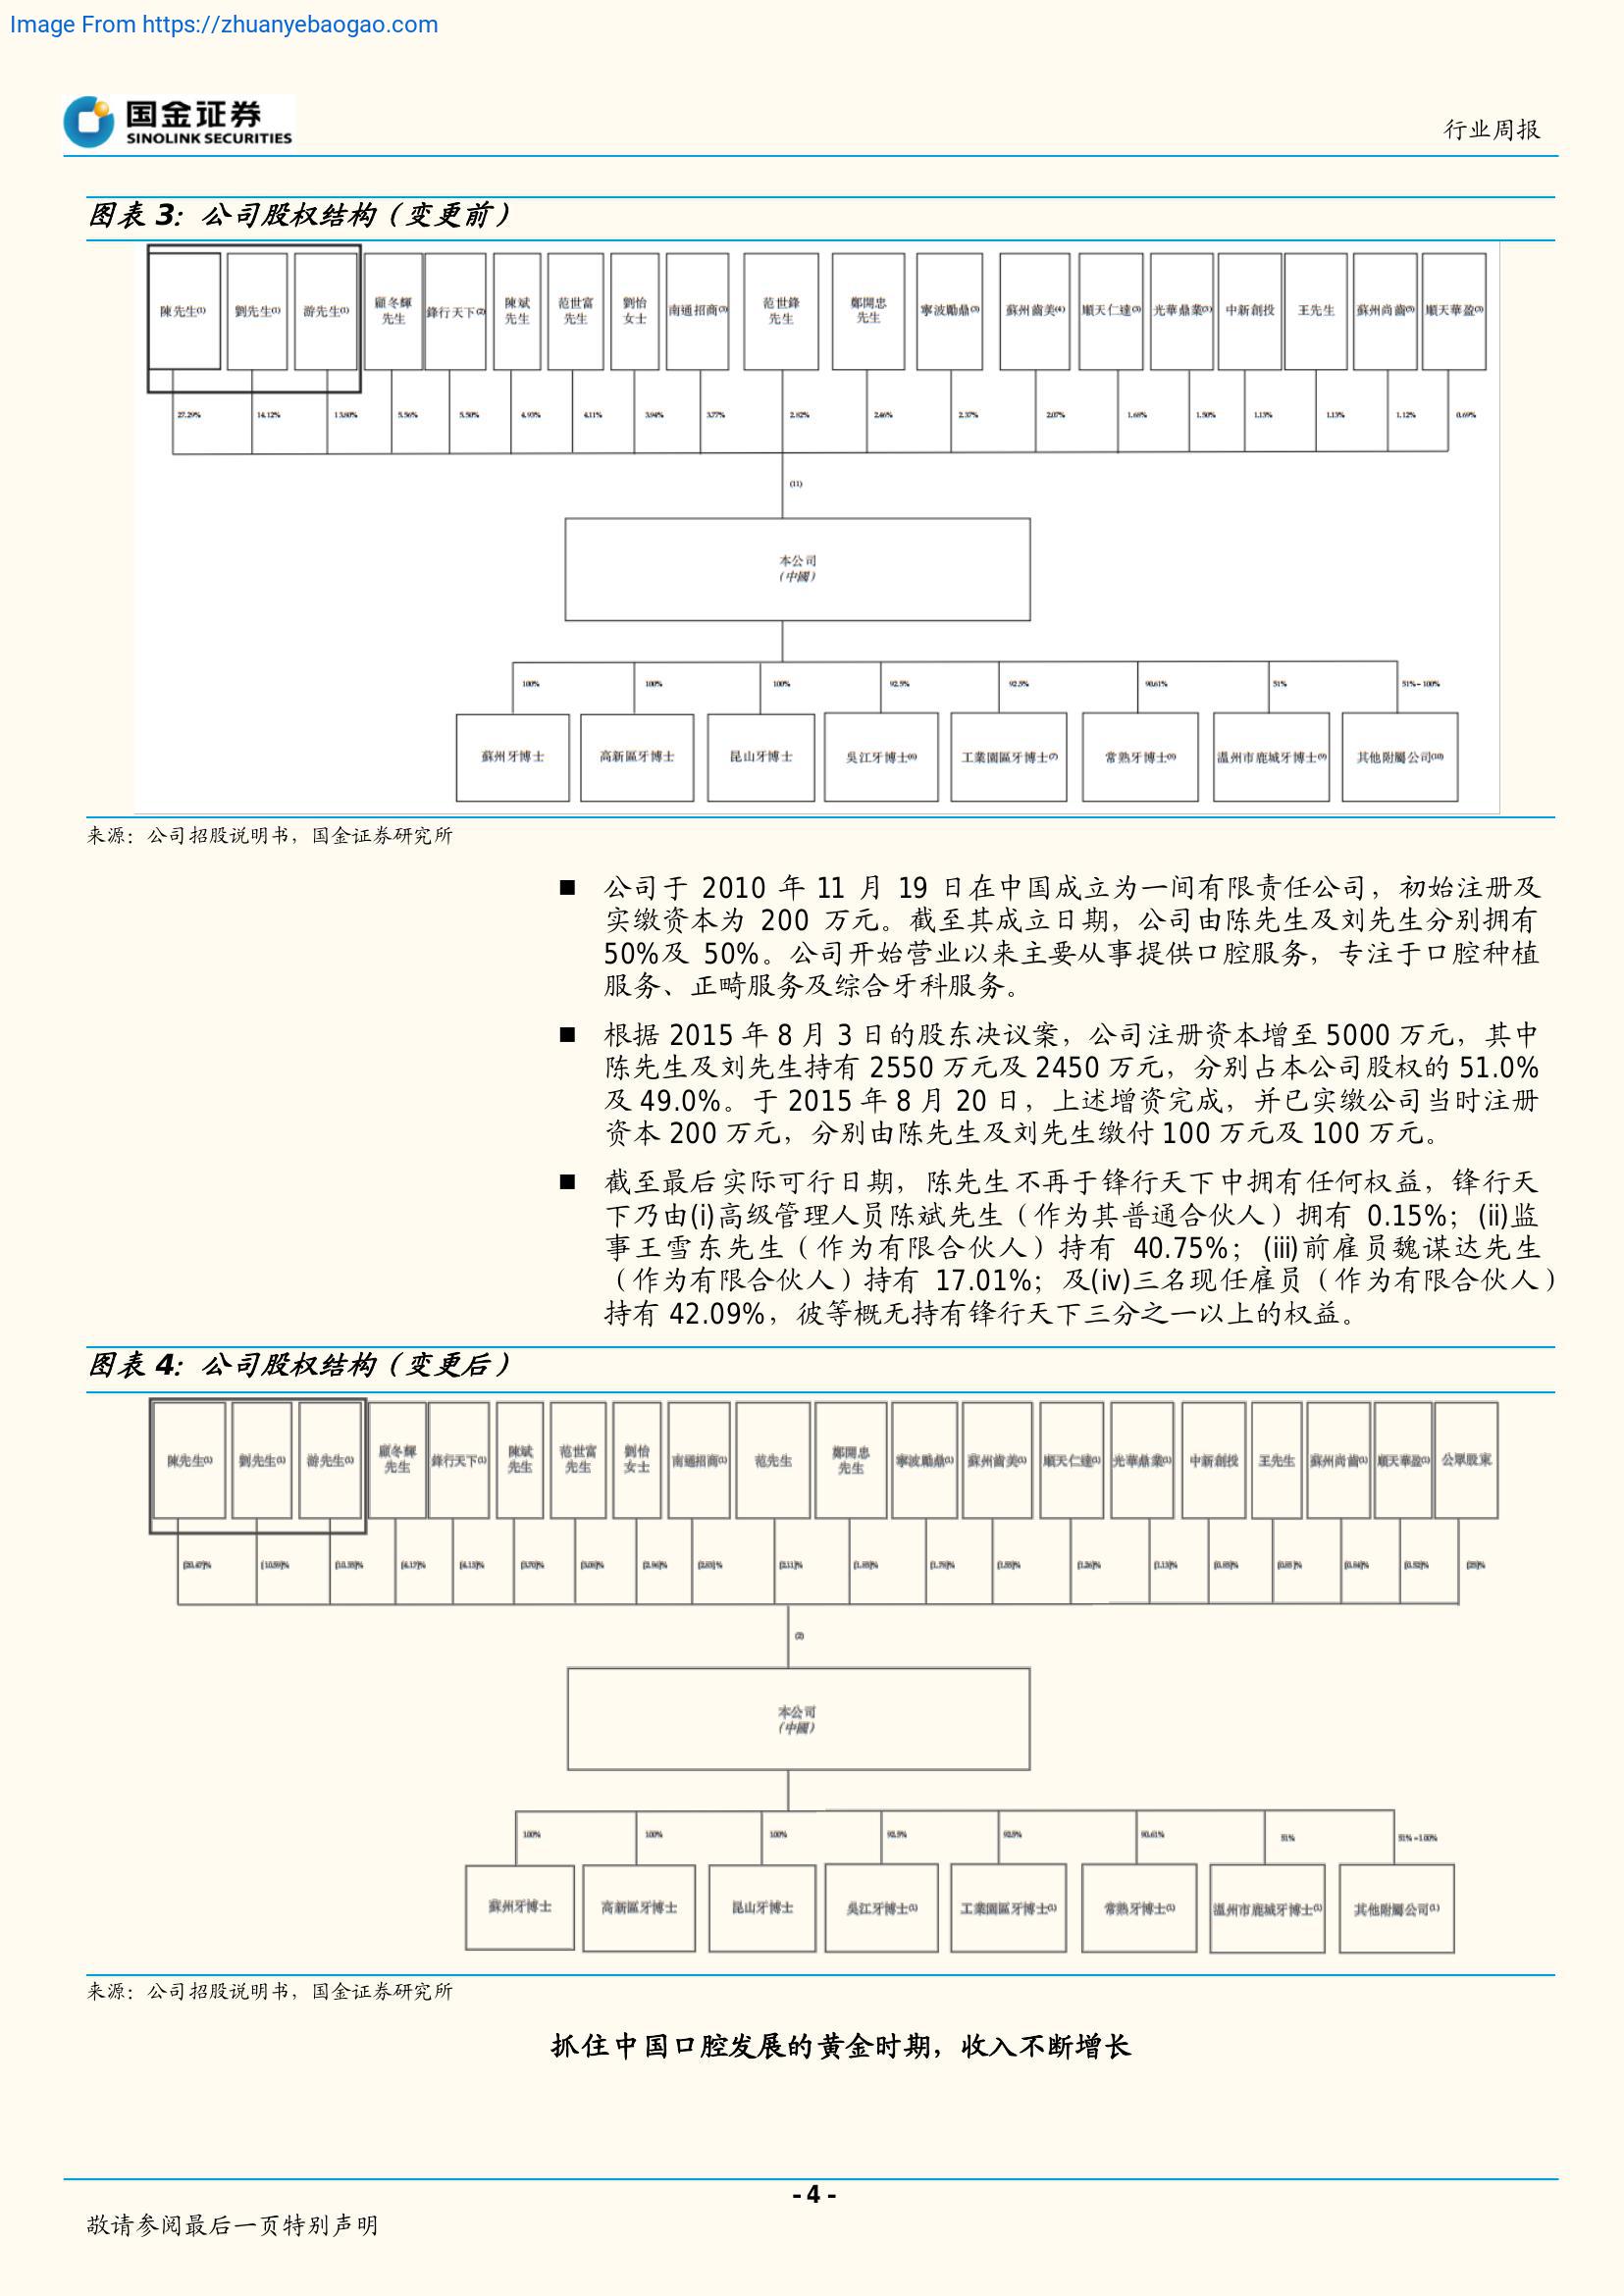 Image From https://zhuanyebaogao.com
国金证券
SINOLINK SECURITIES
行业周报
图表 3：公司股权结构（变更前）
陳先生(1) 劉先生(1) 游先生(1) 顧冬輝先生 鋒行天下(2) 陳斌先生 范世富先生 劉怡女士 南通招商(3) 范世鋒先生 鄭開忠先生 寧波勵鼎(3) 蘇州齒美(4) 順天仁達(3) 光華鼎業(3) 中新創投 王先生 蘇州尚齒(5) 順天華盈(3)
27.29% 14.12% 13.80% 5.56% 5.50% 4.93% 4.11% 3.94% 3.77% 2.82% 2.46% 2.37% 2.07% 1.68% 1.50% 1.13% 1.13% 1.12% 0.69%
(11)
本公司
（中國）
100% 100% 100% 92.5% 92.5% 90.61% 51% 51%– 100%
蘇州牙博士 高新區牙博士 昆山牙博士 吳江牙博士(6) 工業園區牙博士(7) 常熟牙博士(8) 溫州市鹿城牙博士(9) 其他附屬公司(10)
来源：公司招股说明书，国金证券研究所
■ 公司于 2010 年 11 月 19 日在中国成立为一间有限责任公司，初始注册及
实缴资本为 200 万元。截至其成立日期，公司由陈先生及刘先生分别拥有
50%及 50%。公司开始营业以来主要从事提供口腔服务，专注于口腔种植
服务、正畸服务及综合牙科服务。
■ 根据 2015 年 8 月 3 日的股东决议案，公司注册资本增至 5000 万元，其中
陈先生及刘先生持有 2550 万元及 2450 万元，分别占本公司股权的 51.0%
及 49.0%。于 2015 年 8 月 20 日，上述增资完成，并已实缴公司当时注册
资本 200 万元，分别由陈先生及刘先生缴付 100 万元及 100 万元。
■ 截至最后实际可行日期，陈先生不再于锋行天下中拥有任何权益，锋行天
下乃由(i)高级管理人员陈斌先生（作为其普通合伙人）拥有 0.15%；(ii)监
事王雪东先生（作为有限合伙人）持有 40.75%；(iii)前雇员魏谋达先生
（作为有限合伙人）持有 17.01%；及(iv)三名现任雇员（作为有限合伙人）
持有 42.09%，彼等概无持有锋行天下三分之一以上的权益。
图表 4：公司股权结构（变更后）
陳先生(1) 劉先生(1) 游先生(1) 顧冬輝先生 鋒行天下(1) 陳斌先生 范世富先生 劉怡女士 南通招商(1) 范先生 鄭開忠先生 寧波勵鼎(1) 蘇州齒美(1) 順天仁達(1) 光華鼎業(1) 中新創投 王先生 蘇州尚齒(1) 順天華盈(1) 公眾股東
[20.47]% [10.59]% [10.35]% [4.17]% [4.13]% [3.70]% [3.08]% [2.96]% [2.83]% [2.11]% [1.85]% [1.78]% [1.55]% [1.26]% [1.13]% [0.85]% [0.85]% [0.84]% [0.52]% [25]%
(2)
本公司
（中國）
100% 100% 100% 92.5% 92.5% 90.61% 51% 51% –100%
蘇州牙博士 高新區牙博士 昆山牙博士 吳江牙博士(1) 工業園區牙博士(1) 常熟牙博士(1) 溫州市鹿城牙博士(1) 其他附屬公司(1)
来源：公司招股说明书，国金证券研究所
抓住中国口腔发展的黄金时期，收入不断增长
- 4 -
敬请参阅最后一页特别声明